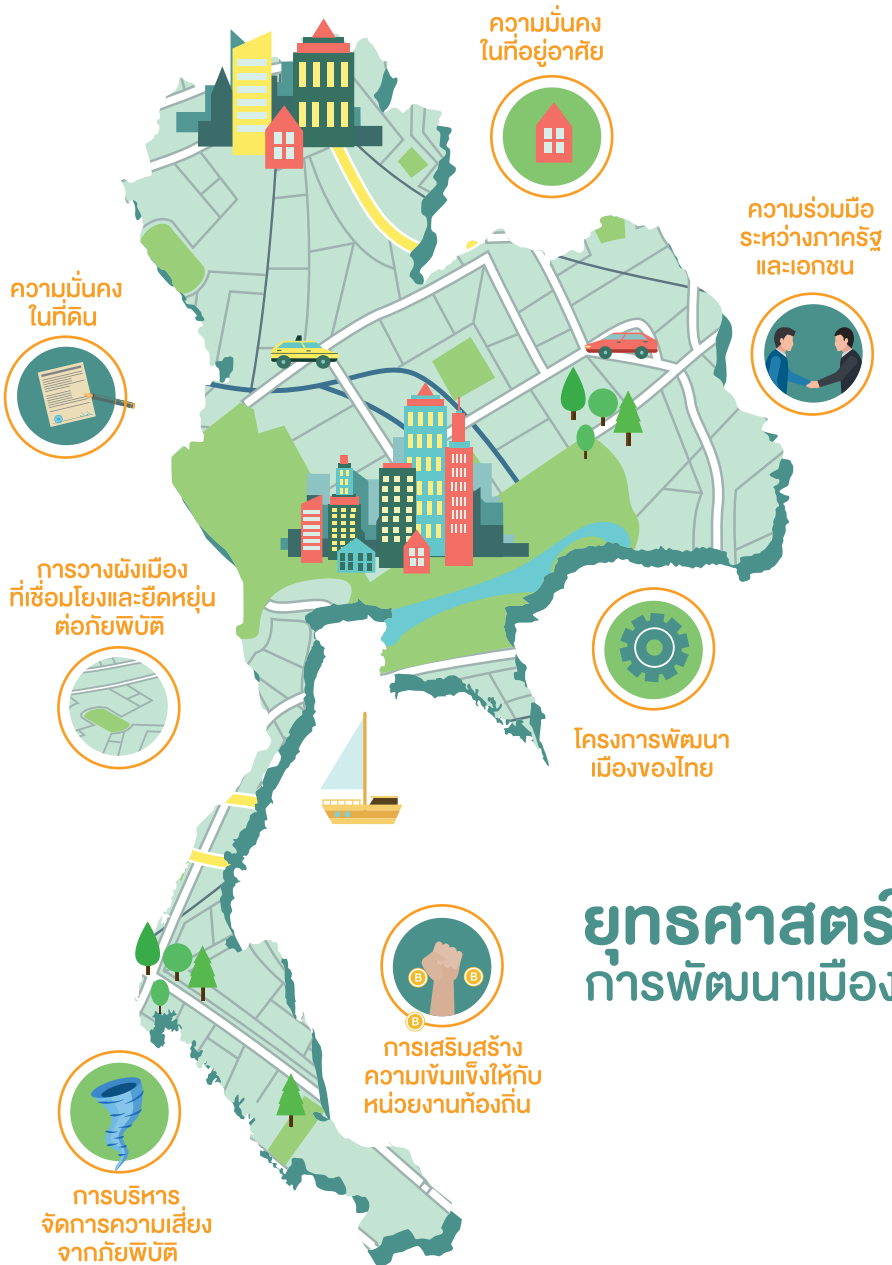 ความมั่นคง
ในที่อยู่อาศัย
ความร่วมมือ
ระหว่างภาครัฐ
และเอกชน
ความมั่นคง
ในที่ดิน
การวางผังเมือง
ที่เชื่อมโยงและยืดหยุ่น
ต่อภัยพิบัติ
โครงการพัฒนา
เมืองของไทย
ยุทธศาสตร์
การพัฒนาเมือง
B
B
B
การเสริมสร้าง
ความเข้มแข็งให้กับ
หน่วยงานท้องถิ่น
การบริหาร
จัดการความเสี่ยง
จากภัยพิบัติ